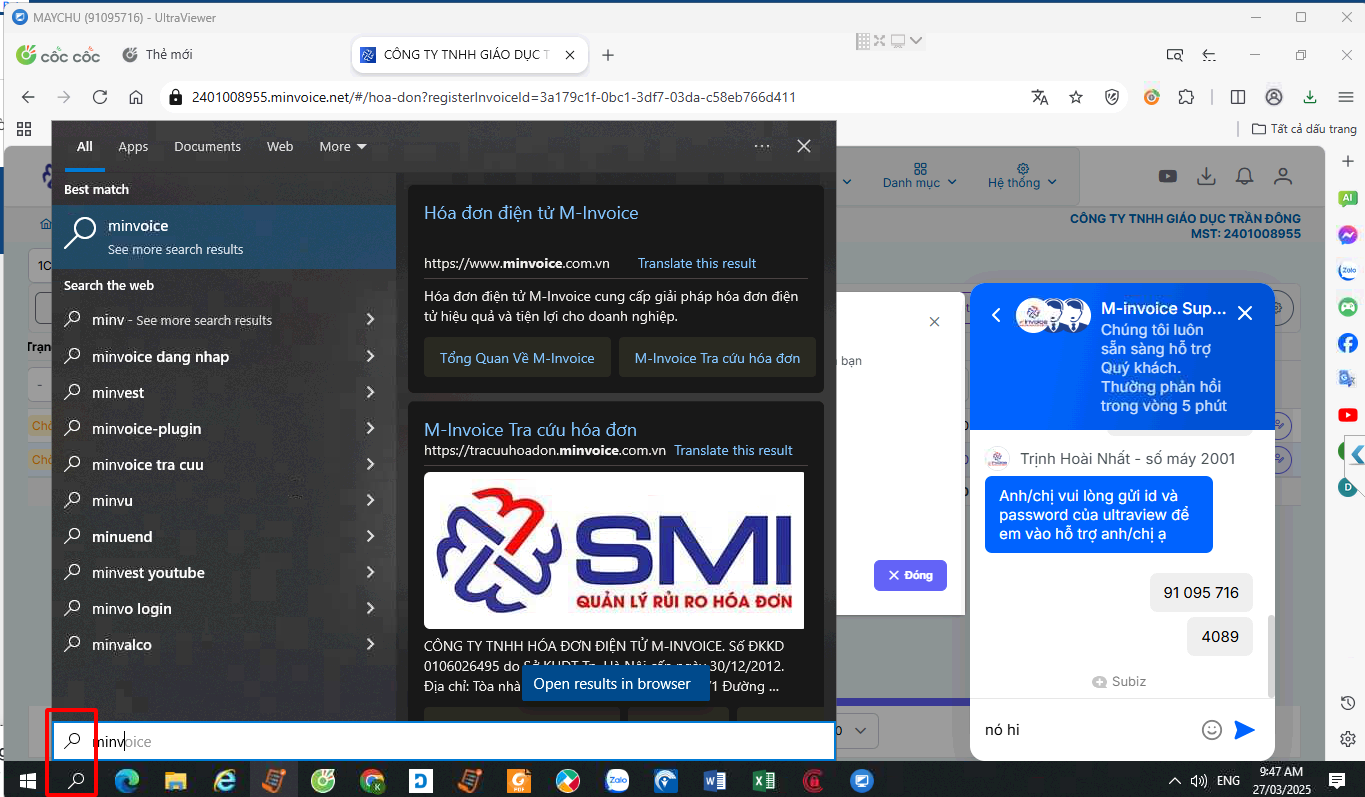 MAYCHU (91095716) - UltraViewer
cốc cốc
Thẻ mới
CÔNG TY TNHH GIÁO DỤC T
2401008955.minvoice.net/#/hoa-don?registerInvoiceId=3a179c1f-0bc1-3df7-03da-c58eb766d411
Tất cả dấu trang
All
Apps
Documents
Web
More
Danh mục
Hệ thống
CÔNG TY TNHH GIÁO DỤC TRẦN ĐÔNG
MST: 2401008955
Best match
minvoice
See more search results
Search the web
minv - See more search results
minvoice dang nhap
minvest
minvoice-plugin
minvoice tra cuu
minvu
minuend
minvest youtube
minvo login
minvalco
Hóa đơn điện tử M-Invoice
https://www.minvoice.com.vn
Translate this result
Hóa đơn điện tử M-Invoice cung cấp giải pháp hóa đơn điện
tử hiệu quả và tiện lợi cho doanh nghiệp.
Tổng Quan Về M-Invoice
M-Invoice Tra cứu hóa đơn
M-Invoice Tra cứu hóa đơn
https://tracuuhoadon.minvoice.com.vn
Translate this result
SMI
QUẢN LÝ RỦI RO HÓA ĐƠN
CÔNG TY TNHH HÓA ĐƠN ĐIỆN TỬ M-INVOICE. Số ĐKKD
0106026495 do Sở KHĐT Tp. Hà Nội cấp ngày 30/12/2012.
Địa chỉ: Tòa nhà
71 Đường ...
Open results in browser
minvoice
1C
Trạn
-
Chờ
Chờ
bạn
Đóng
M-invoice Sup...
Chúng tôi luôn
sẵn sàng hỗ trợ
Quý khách.
Thường phản hồi
trong vòng 5 phút
Trịnh Hoài Nhất - số máy 2001
Anh/chị vui lòng gửi id và
password của ultraview để
em vào hỗ trợ anh/chị ạ
91 095 716
4089
Subiz
nó hi
AI
Zalo
D
K
D
PDF
Zalo
ENG
9:47 AM
27/03/2025